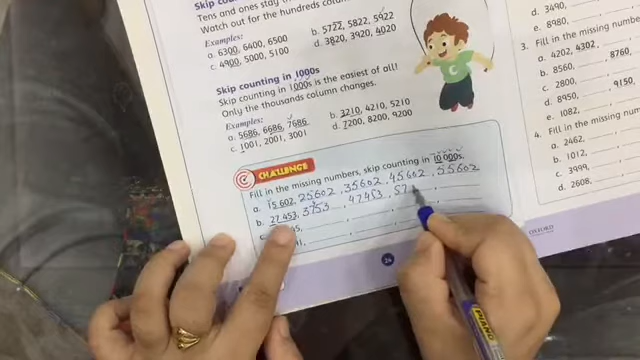 Skip cou
Tens and ones stay
Watch out for the hundreds colu
Examples:
a. 6300, 6400, 6500
b. 5722, 5822, 5922
c. 4900, 5000, 5100
d. 3820, 3920, 4020
Skip counting in 1000s
Skip counting in 1000s is the easiest of all!
Only the thousands column changes.
Examples:
a. 5686, 6686, 7686
b. 3210, 4210, 5210
c. 1001, 2001, 3001
d. 7200, 8200, 9200
CHALLENGE
Fill in the missing numbers, skip counting in 10 000s.
a. 15 602, 25602, 35602, 45602, 55602
b. 27 453, 47453, 57
26
d. 3490,
e. 8980,
3. Fill in the missing num
a. 4202, 4302,
b. 8560, 8760,
c. 2800,
d. 8950, 9150,
e. 1082,
4. Fill in the missing
a. 2462,
b. 1012,
c. 3999,
d. 2608,
OXFORD